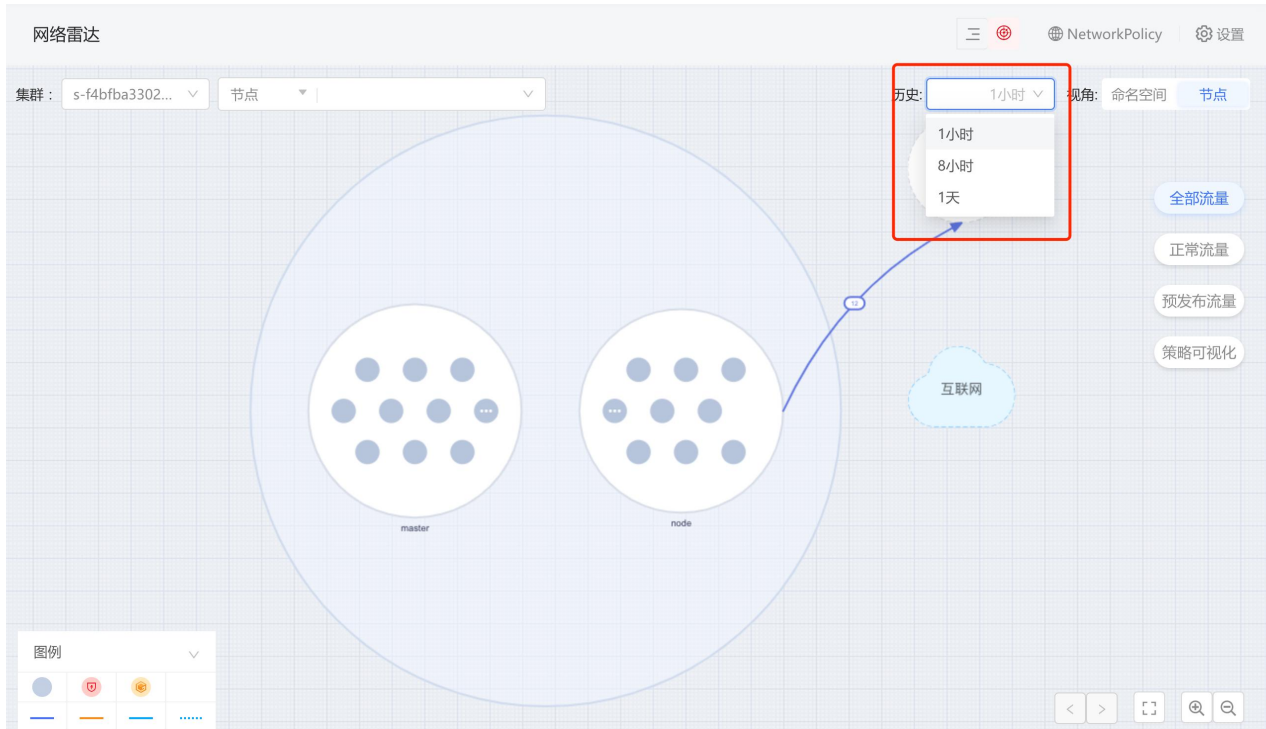 网络雷达
NetworkPolicy 设置
集群： s-f4bfba3302... 节点 历史: 1小时 视角: 命名空间 节点
1小时
8小时
1天
全部流量
正常流量
12
预发布流量
策略可视化
互联网
master
node
图例